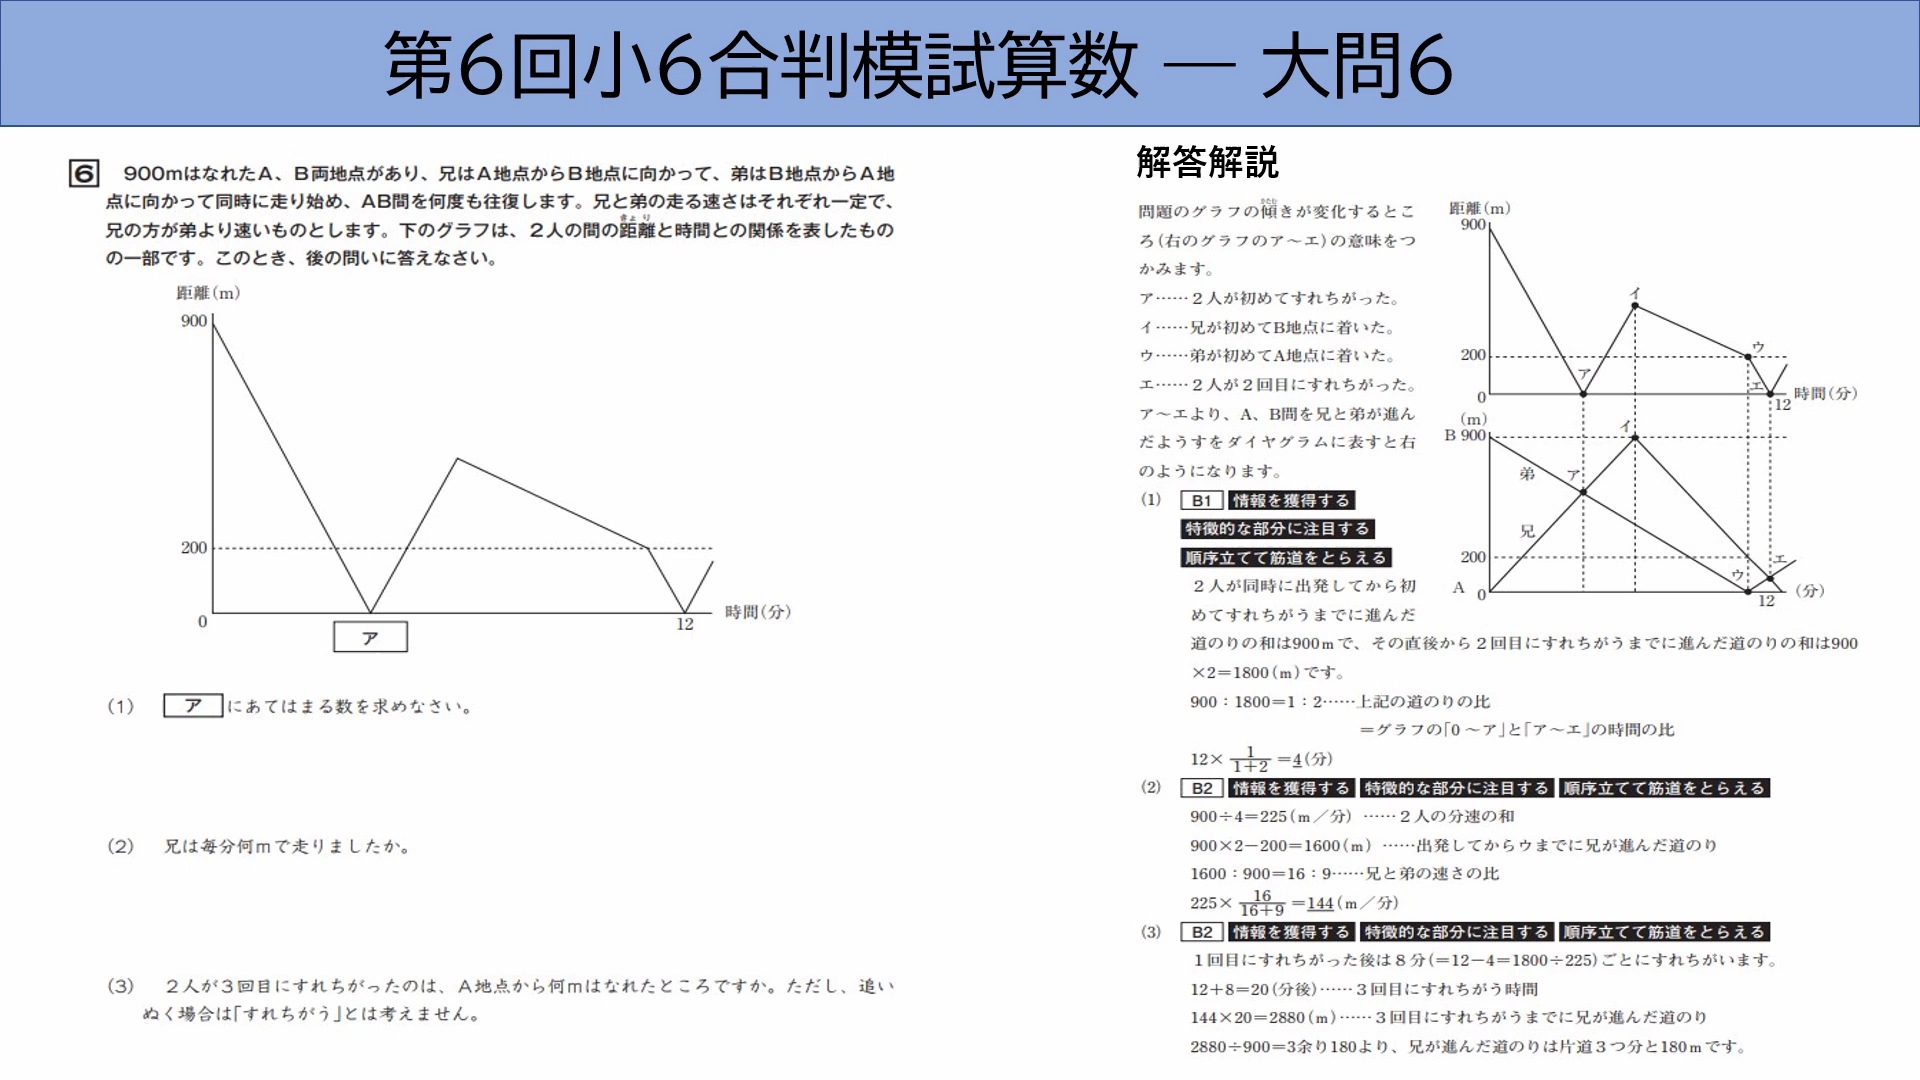 第6回小6合判模試算数 ― 大問6
6 900mはなれたA、B両地点があり、兄はA地点からB地点に向かって、弟はB地点からA地
点に向かって同時に走り始め、AB間を何度も往復します。兄と弟の走る速さはそれぞれ一定で、
兄の方が弟より速いものとします。下のグラフは、2人の間の距離と時間との関係を表したもの
きょり
の一部です。このとき、後の問いに答えなさい。
距離(m)
900
200
0
12
時間(分)
ア
(1) ア にあてはまる数を求めなさい。
(2) 兄は毎分何mで走りましたか。
(3) 2人が3回目にすれちがったのは、A地点から何mはなれたところですか。ただし、追い
ぬく場合は「すれちがう」とは考えません。
解答解説
問題のグラフの傾きが変化するとこ
かたむ
ろ(右のグラフのア～エ)の意味をつ
かみます。
ア……2人が初めてすれちがった。
イ……兄が初めてB地点に着いた。
ウ……弟が初めてA地点に着いた。
エ……2人が2回目にすれちがった。
ア～エより、A、B間を兄と弟が進ん
だようすをダイヤグラムに表すと右
のようになります。
距離(m)
900
イ
200
ウ
ア
エ
0
12
時間(分)
(m)
B 900
イ
弟
ア
兄
200
エ
ウ
A 0
12
(分)
(1) B1 情報を獲得する
特徴的な部分に注目する
順序立てて筋道をとらえる
2人が同時に出発してから初
めてすれちがうまでに進んだ
道のりの和は900mで、その直後から2回目にすれちがうまでに進んだ道のりの和は900
×2=1800(m)です。
900:1800=1:2……上記の道のりの比
=グラフの「0～ア」と「ア～エ」の時間の比
12×1/(1+2)=4(分)
(2) B2 情報を獲得する 特徴的な部分に注目する 順序立てて筋道をとらえる
900÷4=225(m/分) ……2人の分速の和
900×2-200=1600(m) ……出発してからウまでに兄が進んだ道のり
1600:900=16:9……兄と弟の速さの比
225×16/(16+9)=144(m/分)
(3) B2 情報を獲得する 特徴的な部分に注目する 順序立てて筋道をとらえる
1回目にすれちがった後は8分(=12-4=1800÷225)ごとにすれちがいます。
12+8=20(分後)……3回目にすれちがう時間
144×20=2880(m)……3回目にすれちがうまでに兄が進んだ道のり
2880÷900=3余り180より、兄が進んだ道のりは片道3つ分と180mです。